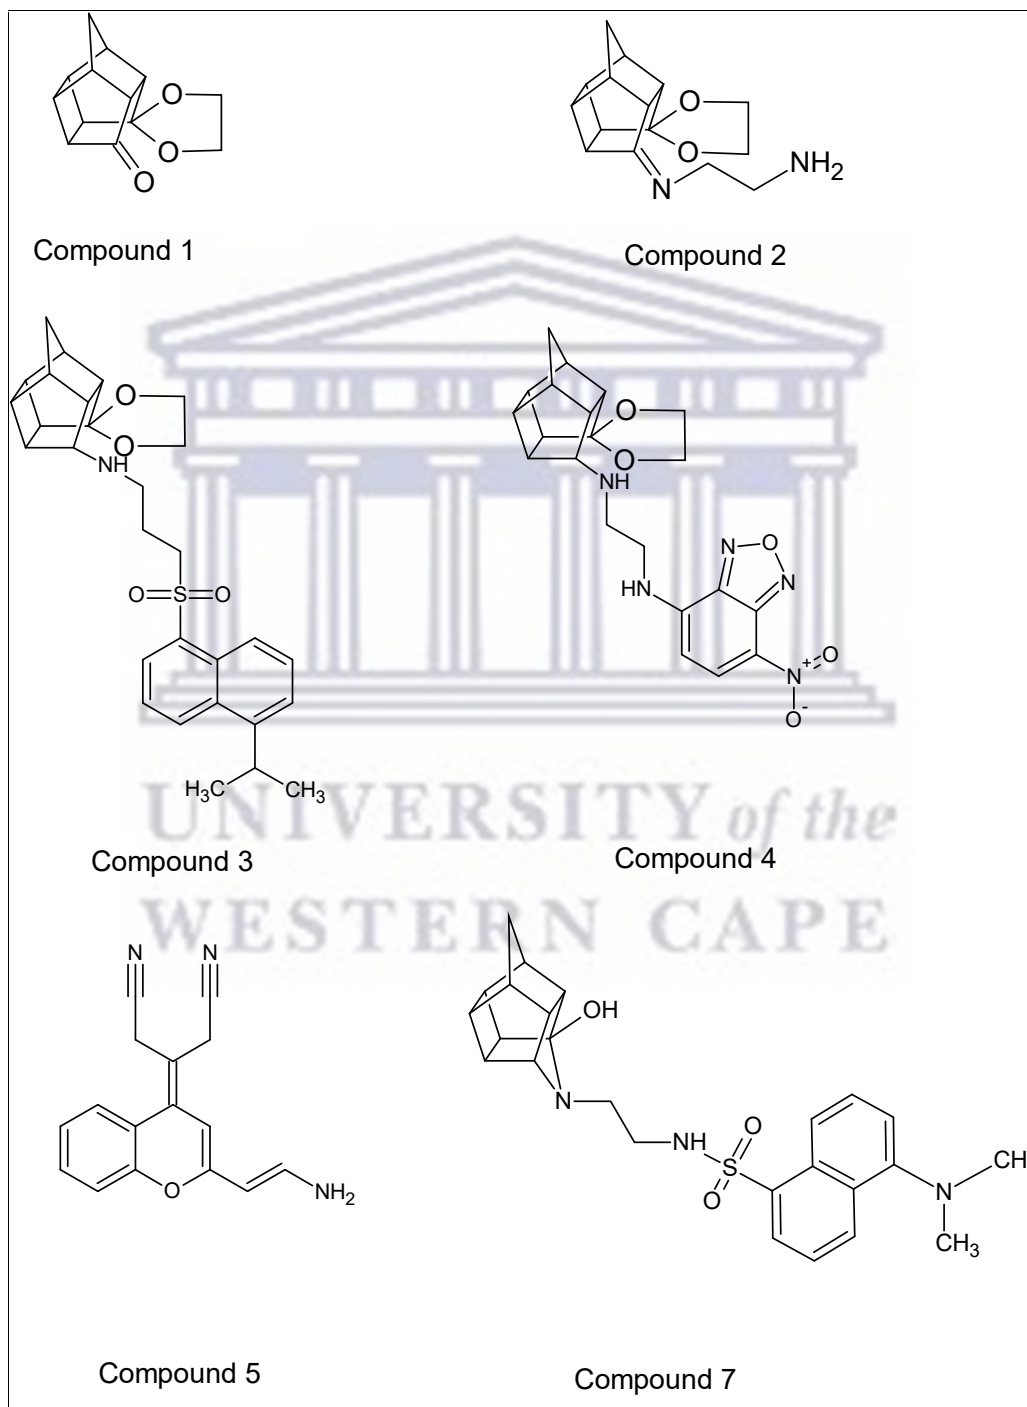 O
O
O
Compound 1
O
O
N
NH2
Compound 2
O
O
NH
O=S=O
H3C
CH3
Compound 3
O
O
NH
HN
N
O
N
N+
O
O-
Compound 4
UNIVERSITY of the
WESTERN CAPE
N
N
O
NH2
Compound 5
OH
N
NH
O
S
O
N
CH
CH3
Compound 7